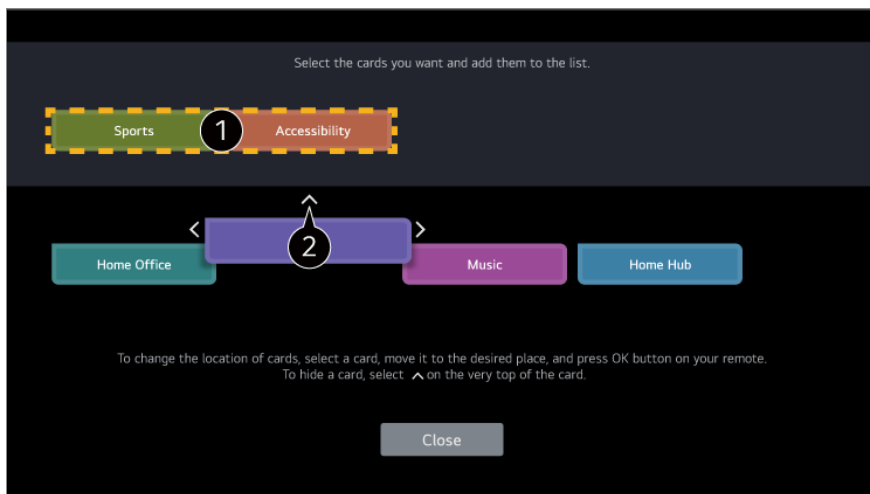 Select the cards you want and add them to the list.
Sports 1 Accessibility
2
Home Office Music Home Hub
To change the location of cards, select a card, move it to the desired place, and press OK button on your remote.
To hide a card, select ︿ on the very top of the card.
Close